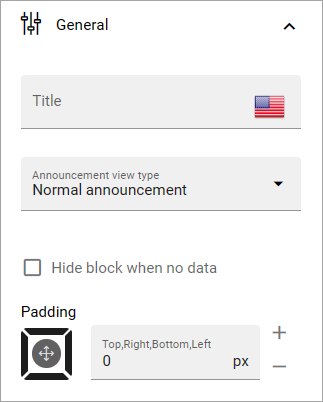 General
Title
Announcement view type
Normal announcement
Hide block when no data
Padding
Top,Right,Bottom,Left
0 px